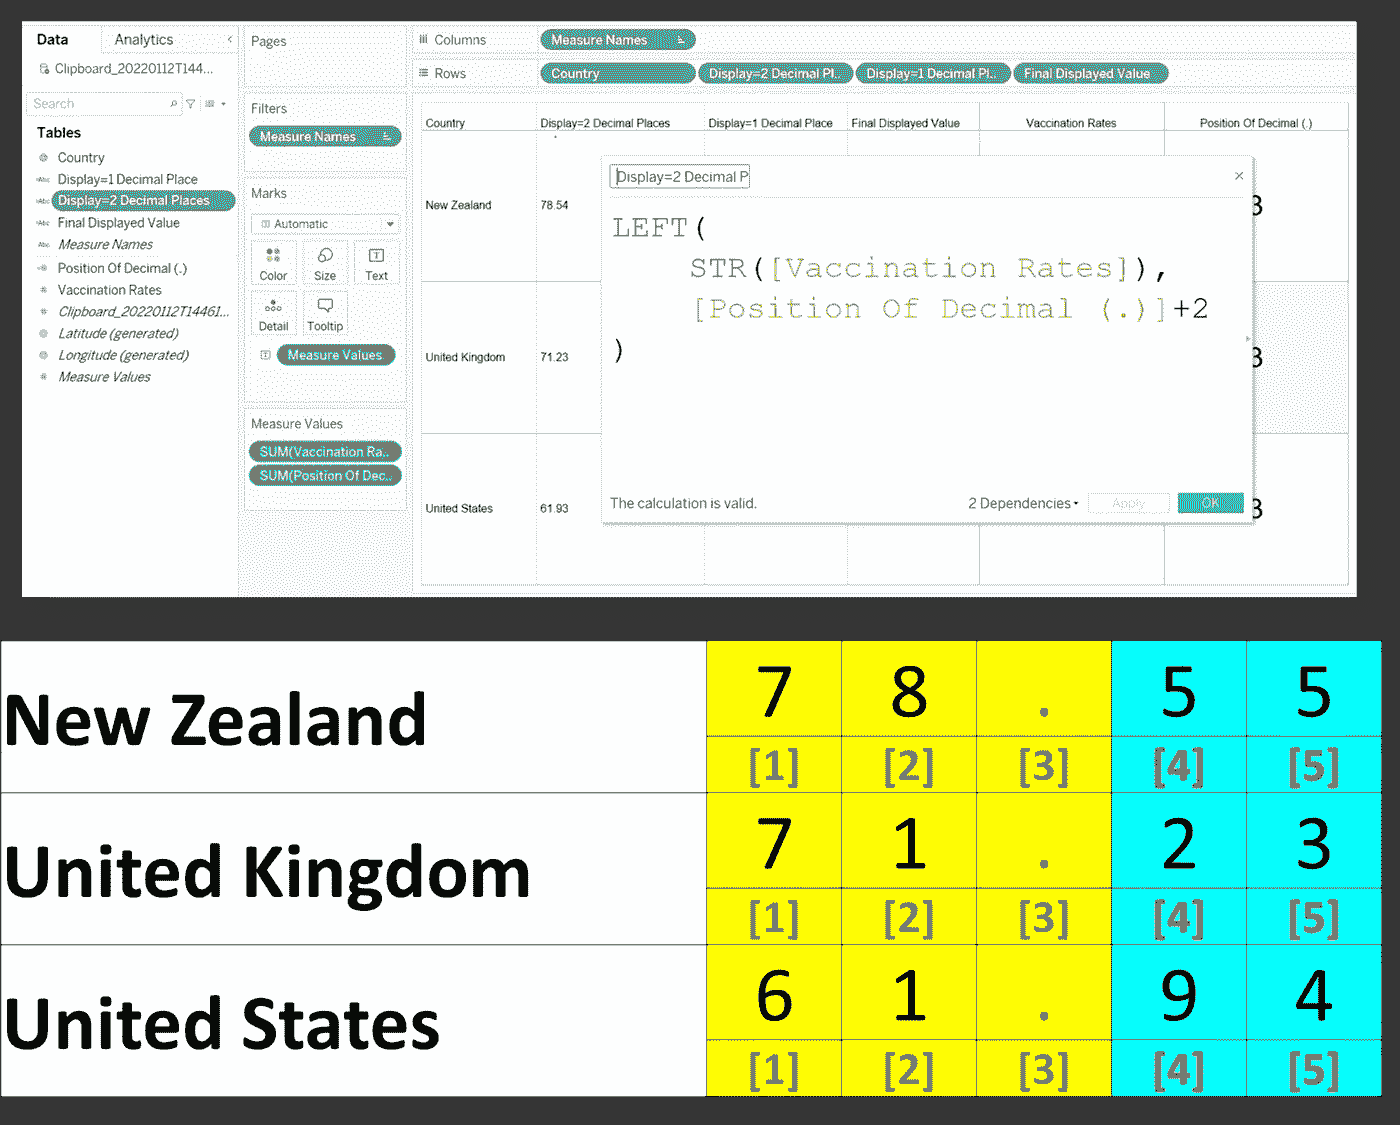 Data
Analytics
Clipboard_20220112T144...
Search
Tables
Country
Abc Display=1 Decimal Place
Abc Display=2 Decimal Places
Abc Final Displayed Value
Abc Measure Names
Position Of Decimal (.)
# Vaccination Rates
# Clipboard_20220112T14461...
Latitude (generated)
Longitude (generated)
# Measure Values
Pages
Filters
Measure Names
Marks
Automatic
Color
Size
Text
Detail
Tooltip
Measure Values
Measure Values
SUM(Vaccination Ra..
SUM(Position Of Dec..
Columns
Measure Names
Rows
Country
Display=2 Decimal Pl..
Display=1 Decimal P..
Final Displayed Value
Country
Display=2 Decimal Places
Display=1 Decimal Place
Final Displayed Value
Vaccination Rates
Position Of Decimal (.)
New Zealand
78.54
3
United Kingdom
71.23
3
United States
61.93
3
Display=2 Decimal P
LEFT(
STR([Vaccination Rates]),
[Position Of Decimal (.)]+2
)
The calculation is valid.
2 Dependencies
Apply
OK
New Zealand
7 8 . 5 5
[1] [2] [3] [4] [5]
United Kingdom
7 1 . 2 3
[1] [2] [3] [4] [5]
United States
6 1 . 9 4
[1] [2] [3] [4] [5]